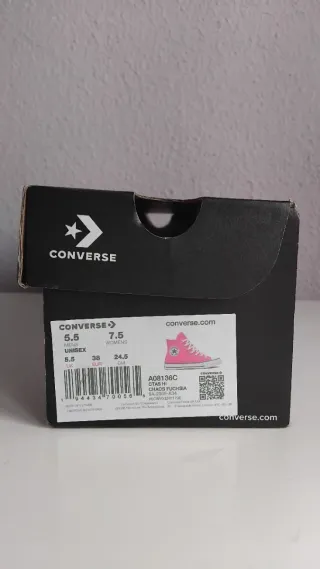 CONVERSE
CONVERSE
converse.com
5.5 7.5
MENS WOMENS
UNISEX
5.5 38 24.5
UK EUR CM
A08136C
CTAS HI
CHAOS FUCHSIA
converse.com